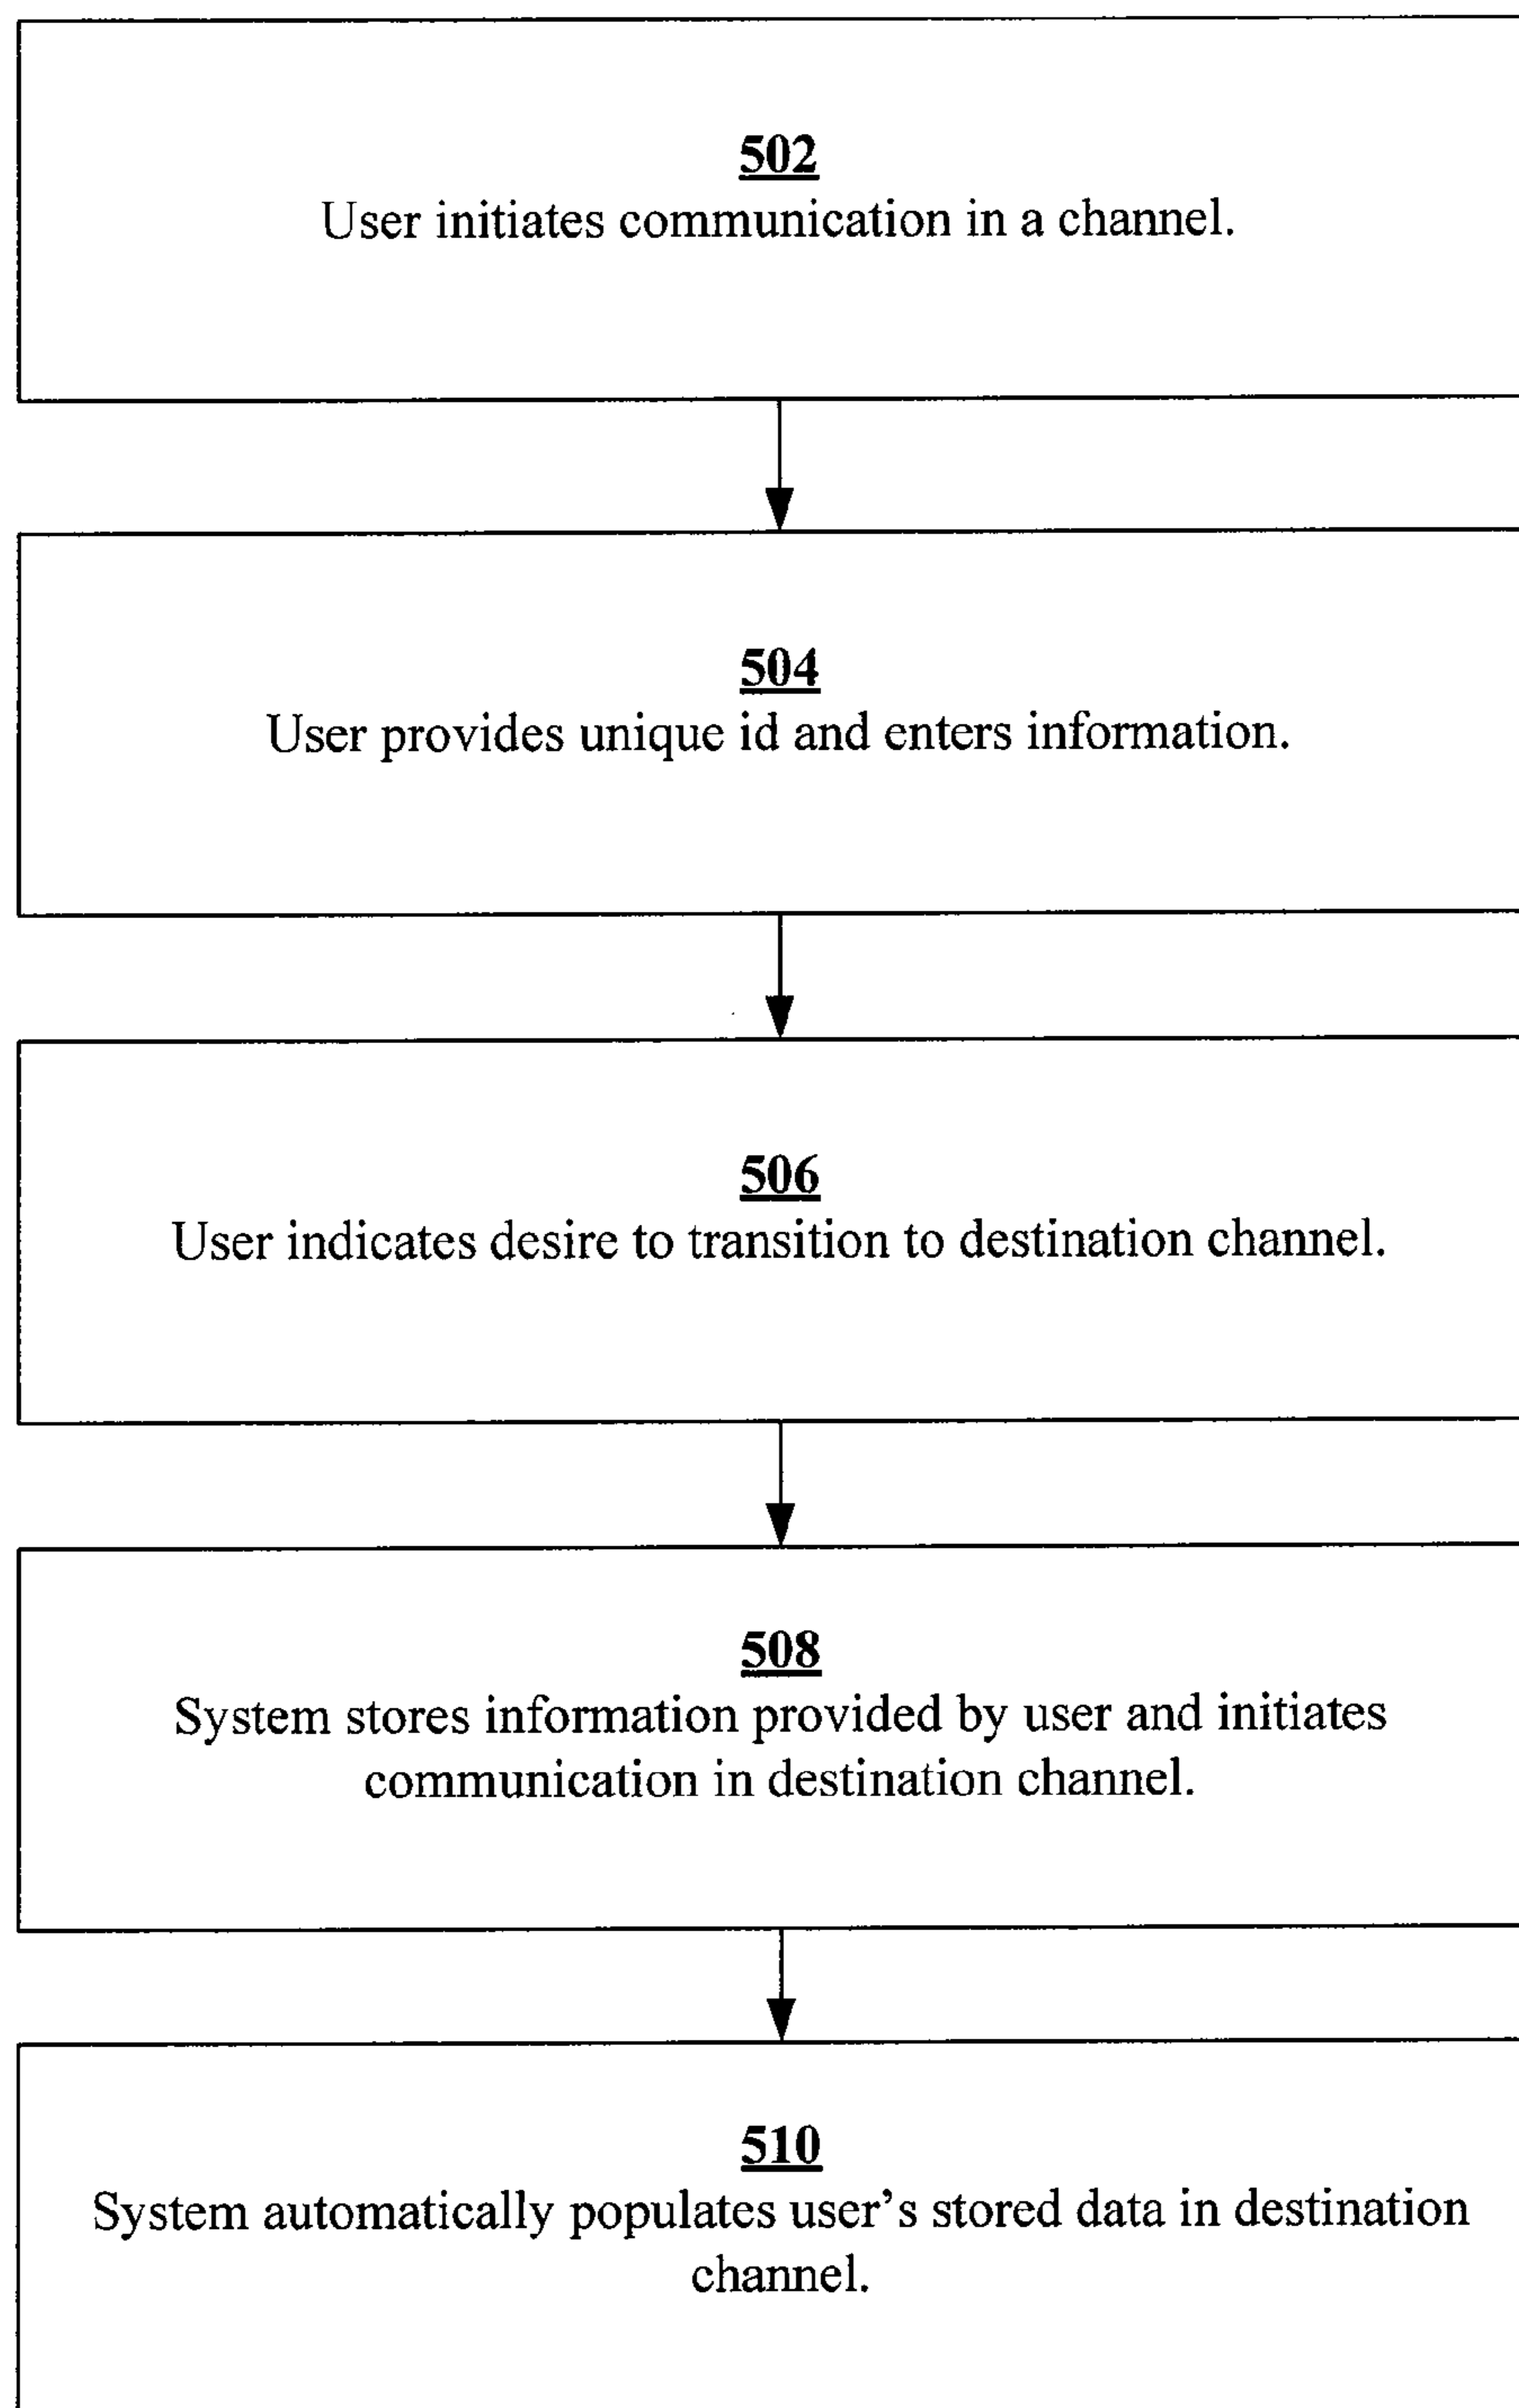 502
User initiates communication in a channel.
504
User provides unique id and enters information.
506
User indicates desire to transition to destination channel.
508
System stores information provided by user and initiates
communication in destination channel.
510
System automatically populates user’s stored data in destination
channel.